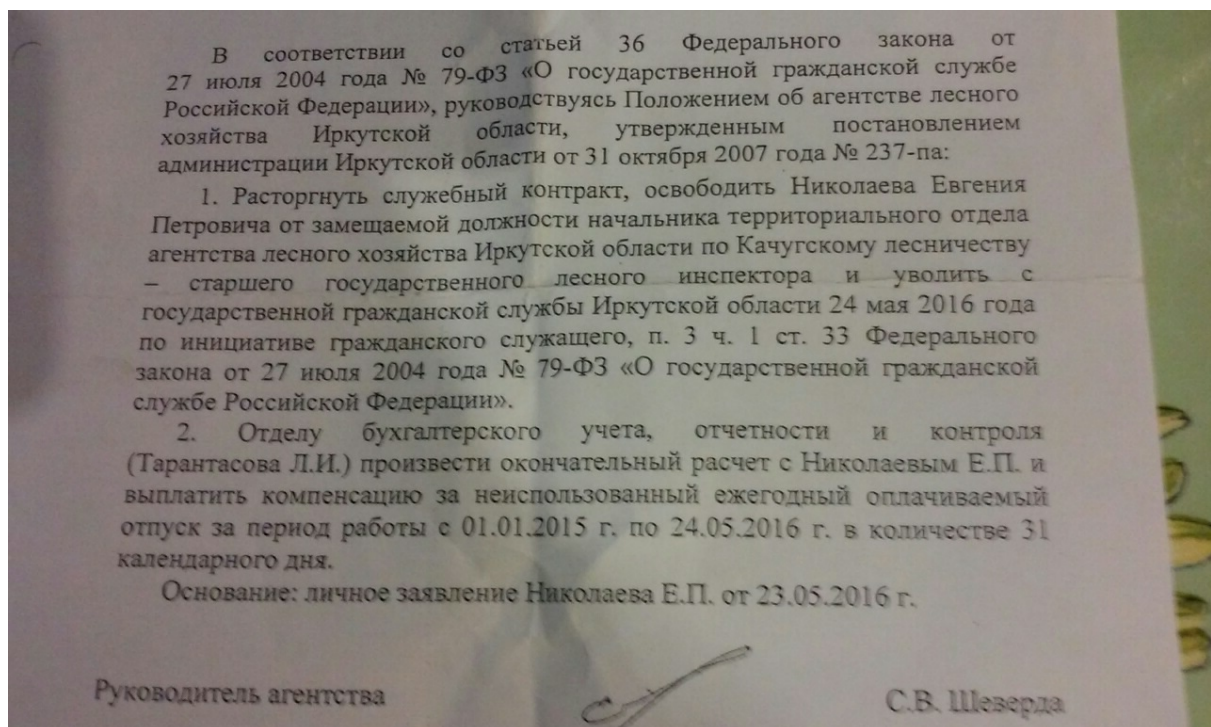 В соответствии со статьей 36 Федерального закона от
27 июля 2004 года № 79-ФЗ «О государственной гражданской службе
Российской Федерации», руководствуясь Положением об агентстве лесного
хозяйства Иркутской области, утвержденным постановлением
администрации Иркутской области от 31 октября 2007 года № 237-па:
1. Расторгнуть служебный контракт, освободить Николаева Евгения
Петровича от замещаемой должности начальника территориального отдела
агентства лесного хозяйства Иркутской области по Качугскому лесничеству
– старшего государственного лесного инспектора и уволить с
государственной гражданской службы Иркутской области 24 мая 2016 года
по инициативе гражданского служащего, п. 3 ч. 1 ст. 33 Федерального
закона от 27 июля 2004 года № 79-ФЗ «О государственной гражданской
службе Российской Федерации».
2. Отделу бухгалтерского учета, отчетности и контроля
(Тарантасова Л.И.) произвести окончательный расчет с Николаевым Е.П. и
выплатить компенсацию за неиспользованный ежегодный оплачиваемый
отпуск за период работы с 01.01.2015 г. по 24.05.2016 г. в количестве 31
календарного дня.
Основание: личное заявление Николаева Е.П. от 23.05.2016 г.
Руководитель агентства С.В. Шеверда